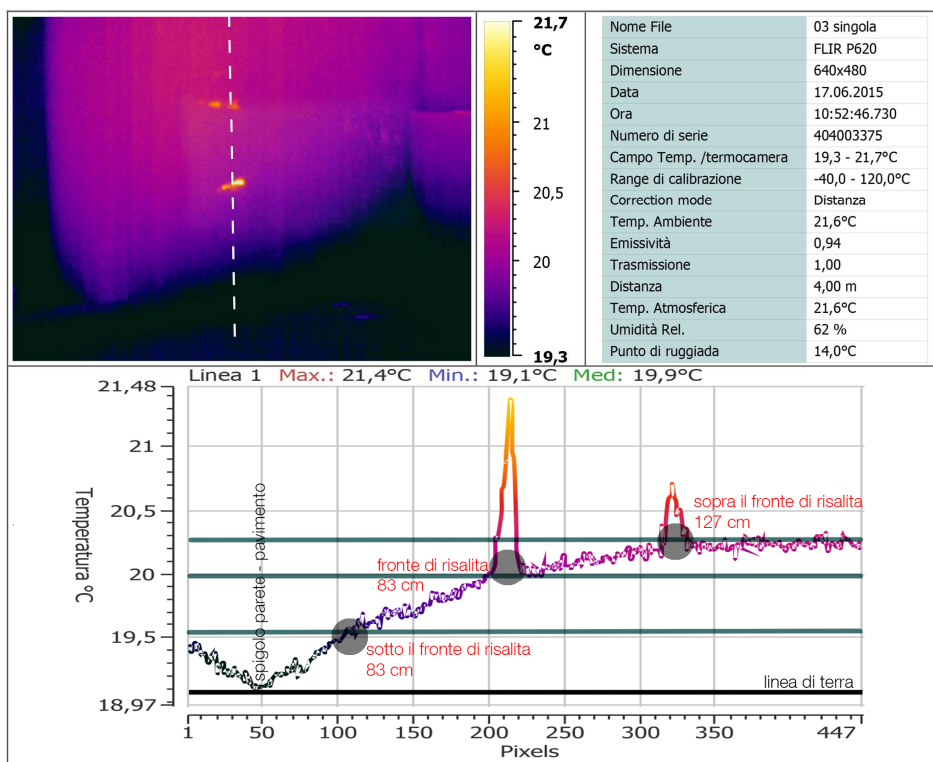 21,7
°C
21
20,5
20
19,3
Nome File 03 singola
Sistema FLIR P620
Dimensione 640x480
Data 17.06.2015
Ora 10:52:46.730
Numero di serie 404003375
Campo Temp. /termocamera 19,3 - 21,7°C
Range di calibrazione -40,0 - 120,0°C
Correction mode Distanza
Temp. Ambiente 21,6°C
Emissività 0,94
Trasmissione 1,00
Distanza 4,00 m
Temp. Atmosferica 21,6°C
Umidità Rel. 62 %
Punto di ruggiada 14,0°C
Linea 1 Max.: 21,4°C Min.: 19,1°C Med: 19,9°C
21,48
21
20,5
20
19,5
18,97
Temperatura °C
spigolo parete - pavimento
sopra il fronte di risalita
127 cm
fronte di risalita
83 cm
sotto il fronte di risalita
83 cm
linea di terra
1 50 100 150 200 250 300 350 447
Pixels